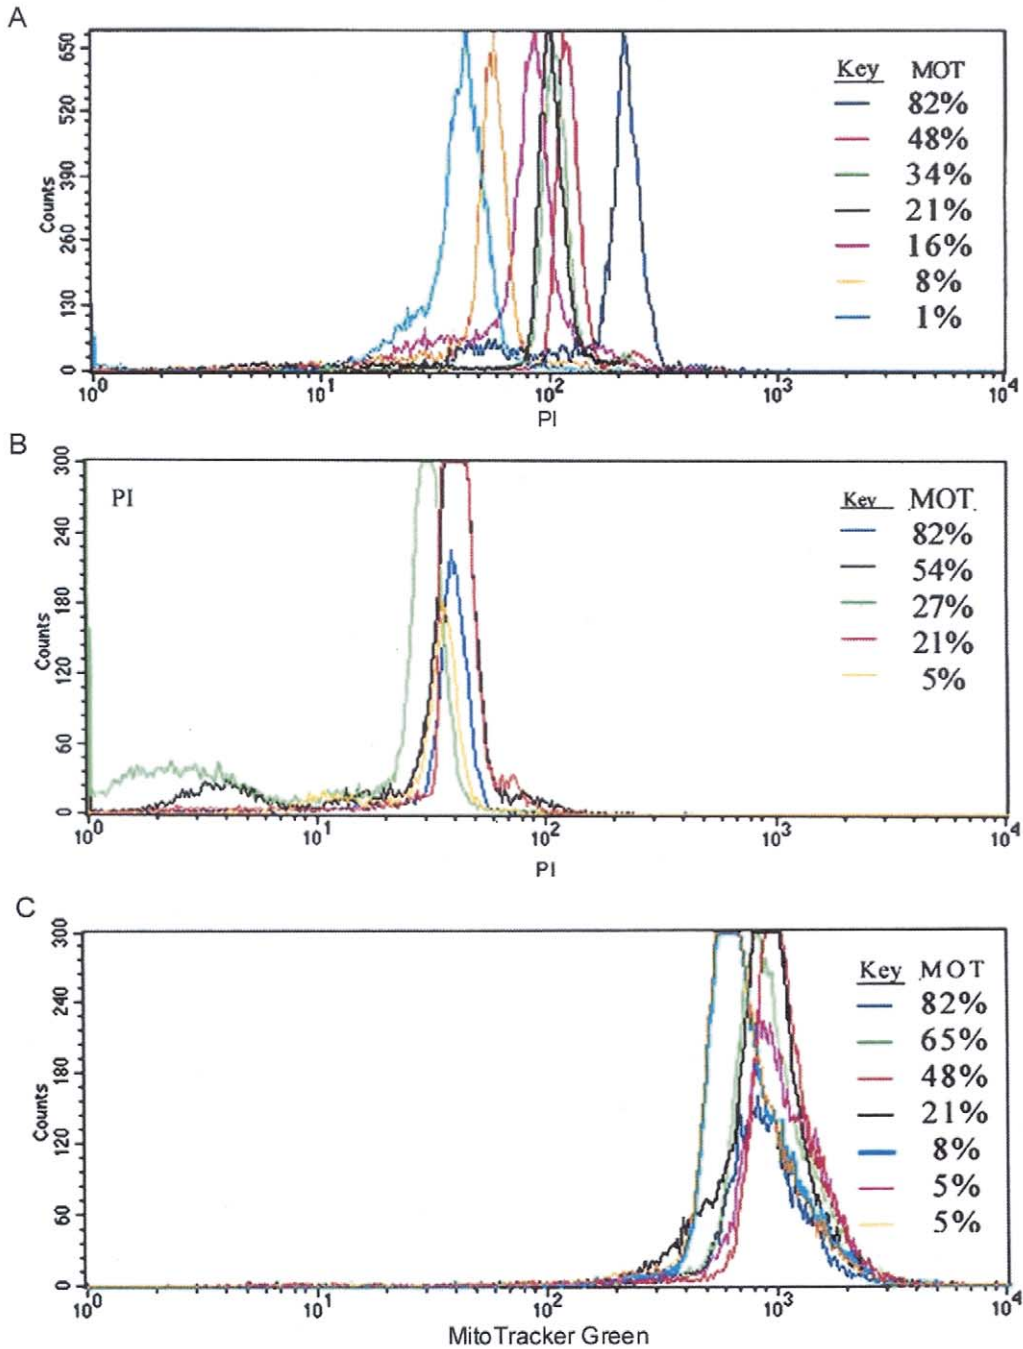 A
650
520
390
260
130
0
Counts
10^0 10^1 10^2 10^3 10^4
PI
Key MOT
82%
48%
34%
21%
16%
8%
1%
B
300
240
180
120
60
0
Counts
PI
10^0 10^1 10^2 10^3 10^4
PI
Key MOT
82%
54%
27%
21%
5%
C
300
240
180
120
60
0
Counts
10^0 10^1 10^2 10^3 10^4
MitoTracker Green
Key MOT
82%
65%
48%
21%
8%
5%
5%